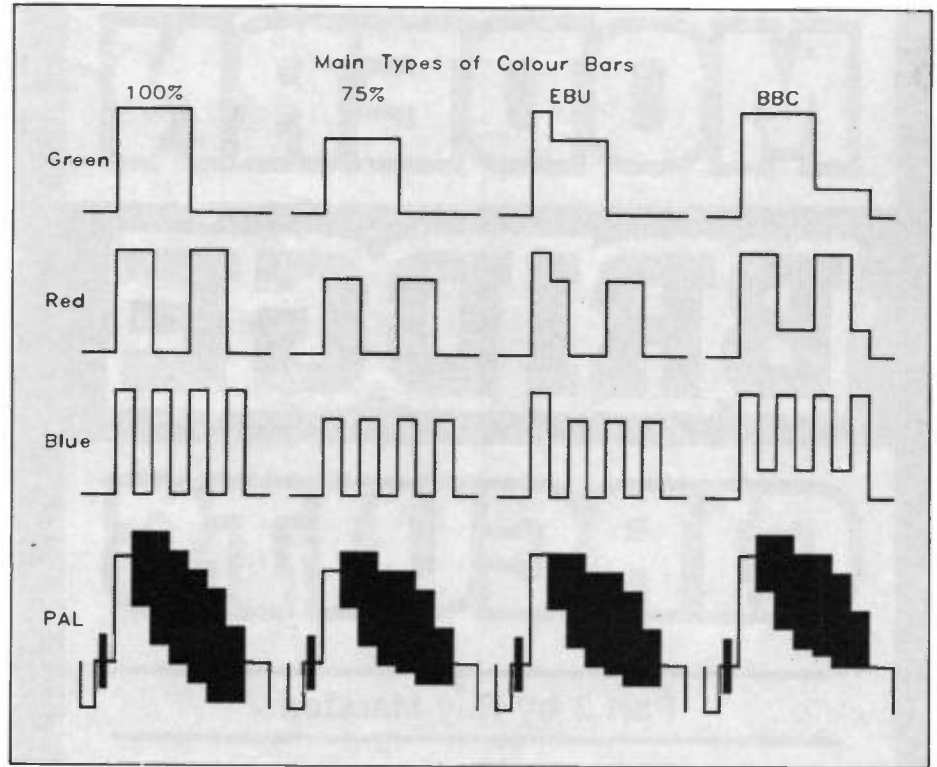 Main Types of Colour Bars
100% 75% EBU BBC
Green
Red
Blue
PAL